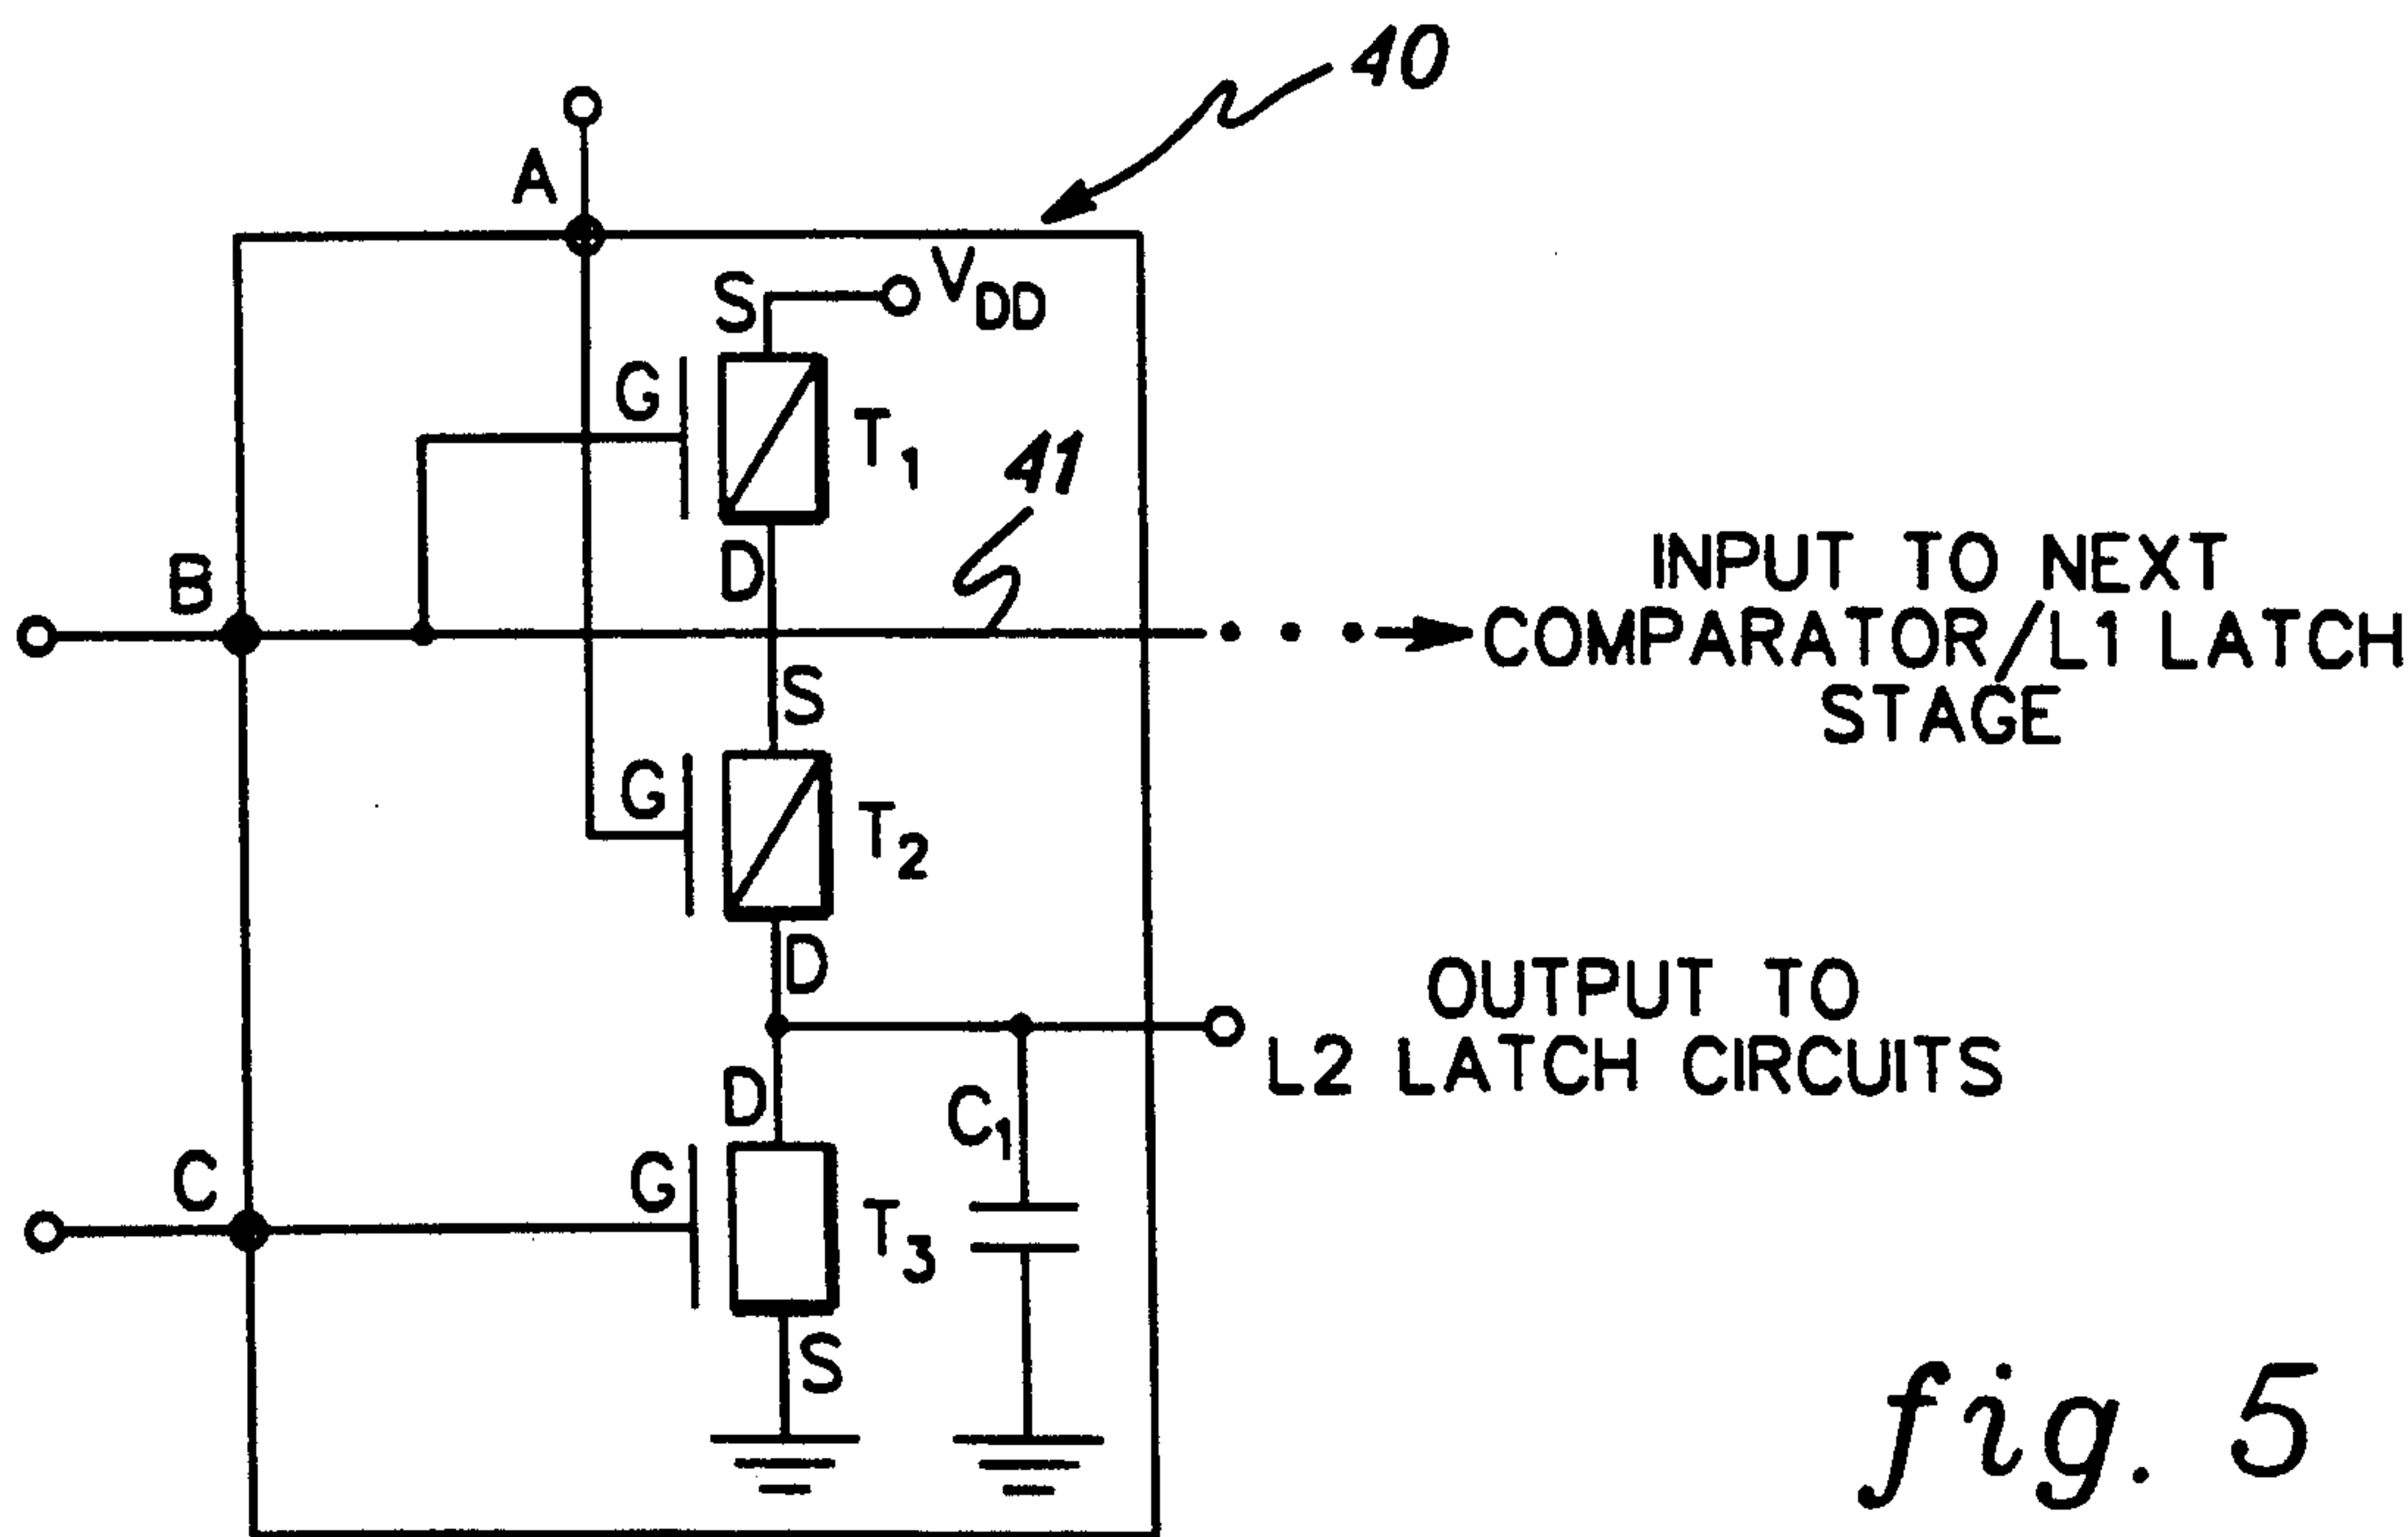 40
A
S
VDD
G
T1
41
D
B
INPUT TO NEXT
COMPARATOR/L1 LATCH
STAGE
S
G
T2
D
OUTPUT TO
L2 LATCH CIRCUITS
D
C1
C
G
T3
S
fig. 5